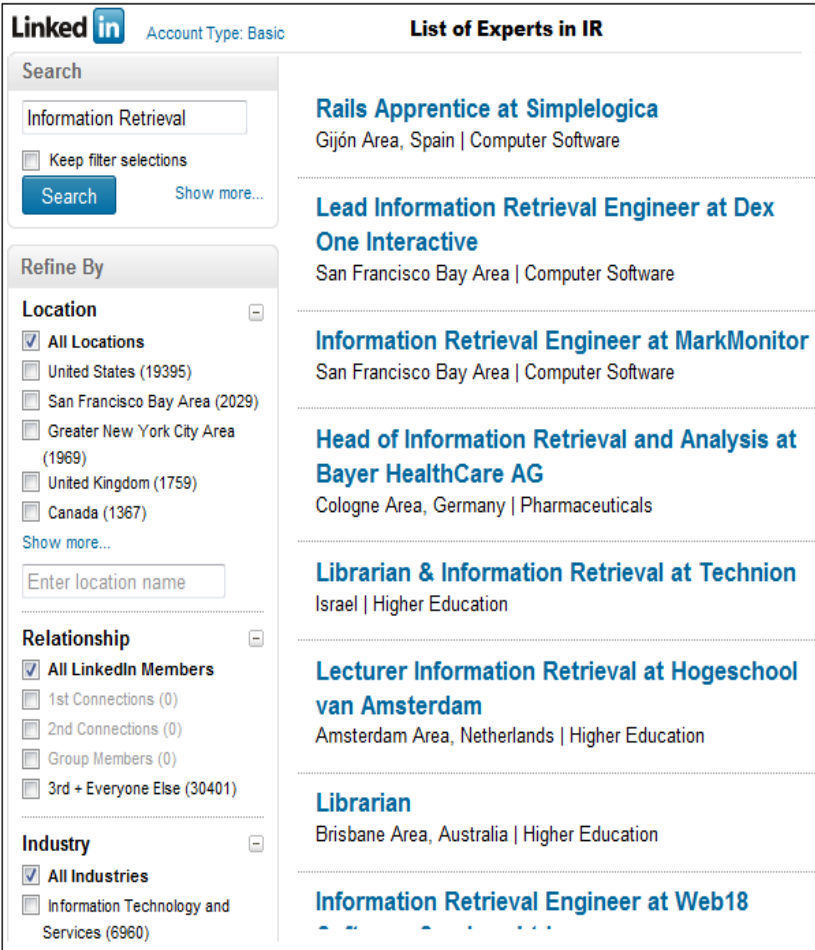 Linked in
Account Type: Basic
List of Experts in IR
Search
Information Retrieval
Keep filter selections
Search
Show more...
Refine By
Location
All Locations
United States (19395)
San Francisco Bay Area (2029)
Greater New York City Area
(1969)
United Kingdom (1759)
Canada (1367)
Show more...
Enter location name
Relationship
All LinkedIn Members
1st Connections (0)
2nd Connections (0)
Group Members (0)
3rd + Everyone Else (30401)
Industry
All Industries
Information Technology and
Services (6960)
Rails Apprentice at Simplelogica
Gijón Area, Spain | Computer Software
Lead Information Retrieval Engineer at Dex
One Interactive
San Francisco Bay Area | Computer Software
Information Retrieval Engineer at MarkMonitor
San Francisco Bay Area | Computer Software
Head of Information Retrieval and Analysis at
Bayer HealthCare AG
Cologne Area, Germany | Pharmaceuticals
Librarian & Information Retrieval at Technion
Israel | Higher Education
Lecturer Information Retrieval at Hogeschool
van Amsterdam
Amsterdam Area, Netherlands | Higher Education
Librarian
Brisbane Area, Australia | Higher Education
Information Retrieval Engineer at Web18